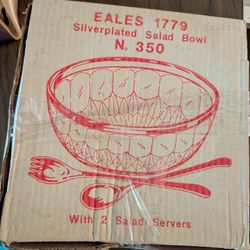 EALES 1779
Silverplated Salad Bowl
N. 350
With 2 Salad Servers